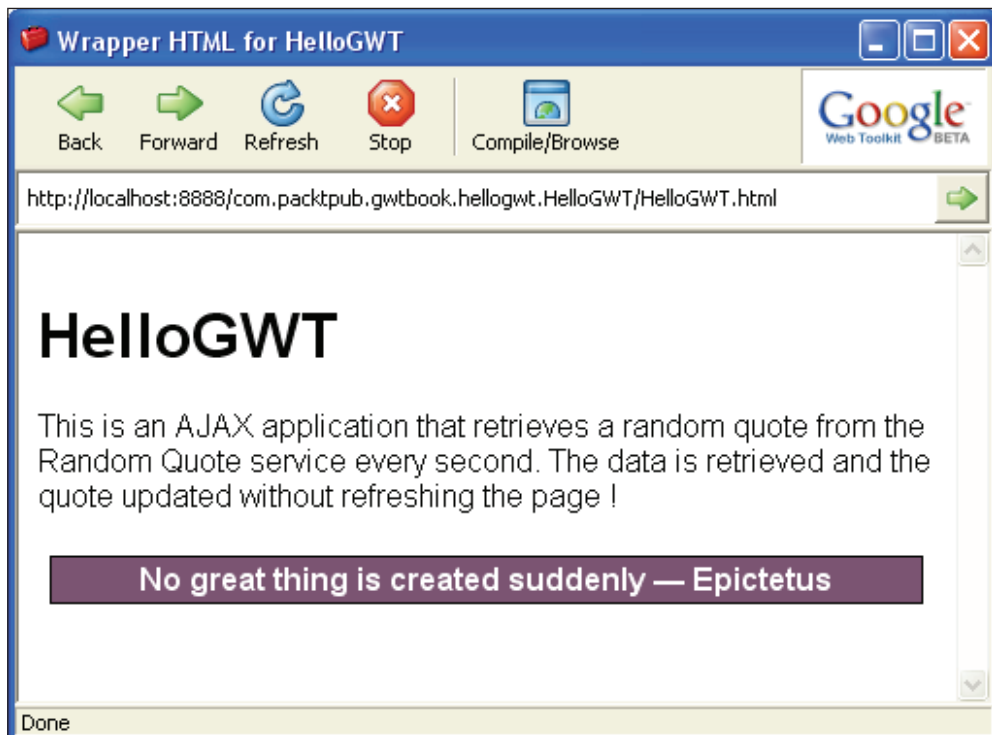 Wrapper HTML for HelloGWT
Back Forward Refresh Stop Compile/Browse
Google
Web Toolkit BETA
http://localhost:8888/com.packtpub.gwtbook.hellogwt.HelloGWT/HelloGWT.html
HelloGWT
This is an AJAX application that retrieves a random quote from the
Random Quote service every second. The data is retrieved and the
quote updated without refreshing the page !
No great thing is created suddenly — Epictetus
Done